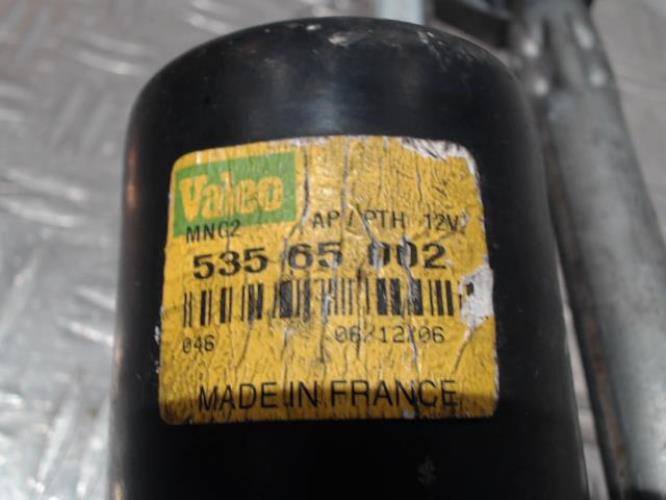 Valeo
MNG2 AP/PTH 12V
535 65 002
046 06/12/06
MADE IN FRANCE